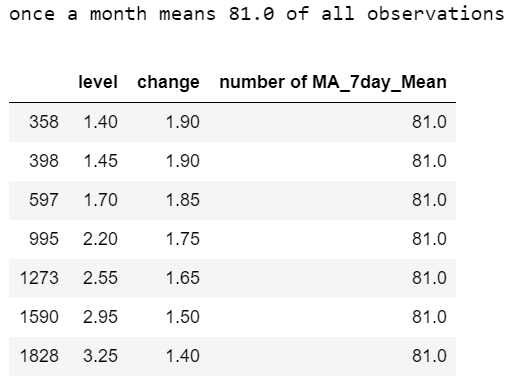 once a month means 81.0 of all observations
level change number of MA_7day_Mean
358 1.40 1.90 81.0
398 1.45 1.90 81.0
597 1.70 1.85 81.0
995 2.20 1.75 81.0
1273 2.55 1.65 81.0
1590 2.95 1.50 81.0
1828 3.25 1.40 81.0